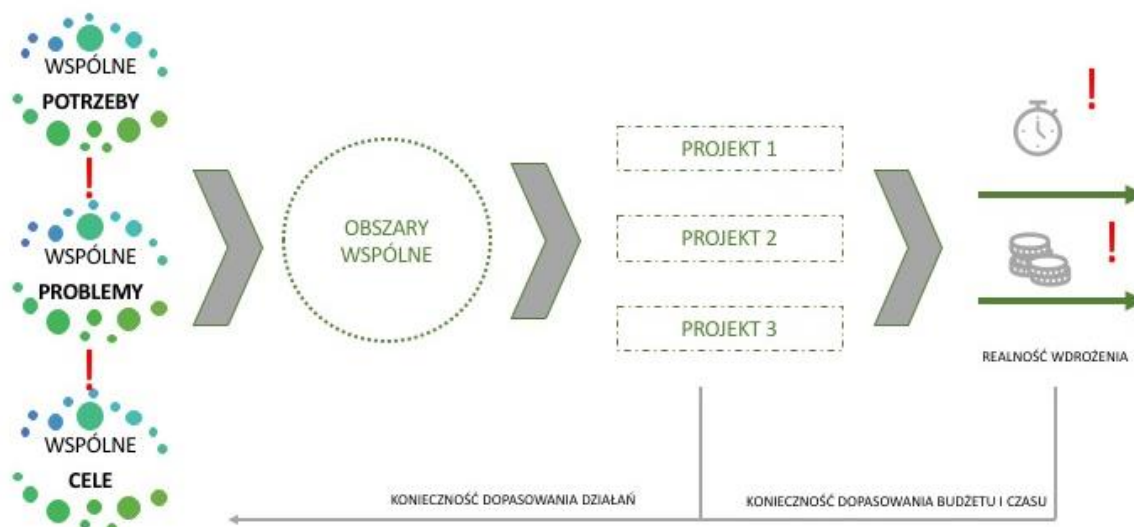 WSPÓLNE
POTRZEBY
!
WSPÓLNE
PROBLEMY
!
WSPÓLNE
CELE
OBSZARY
WSPÓLNE
PROJEKT 1
PROJEKT 2
PROJEKT 3
!
!
REALNOŚĆ WDROŻENIA
KONIECZNOŚĆ DOPASOWANIA DZIAŁAŃ
KONIECZNOŚĆ DOPASOWANIA BUDŻETU I CZASU